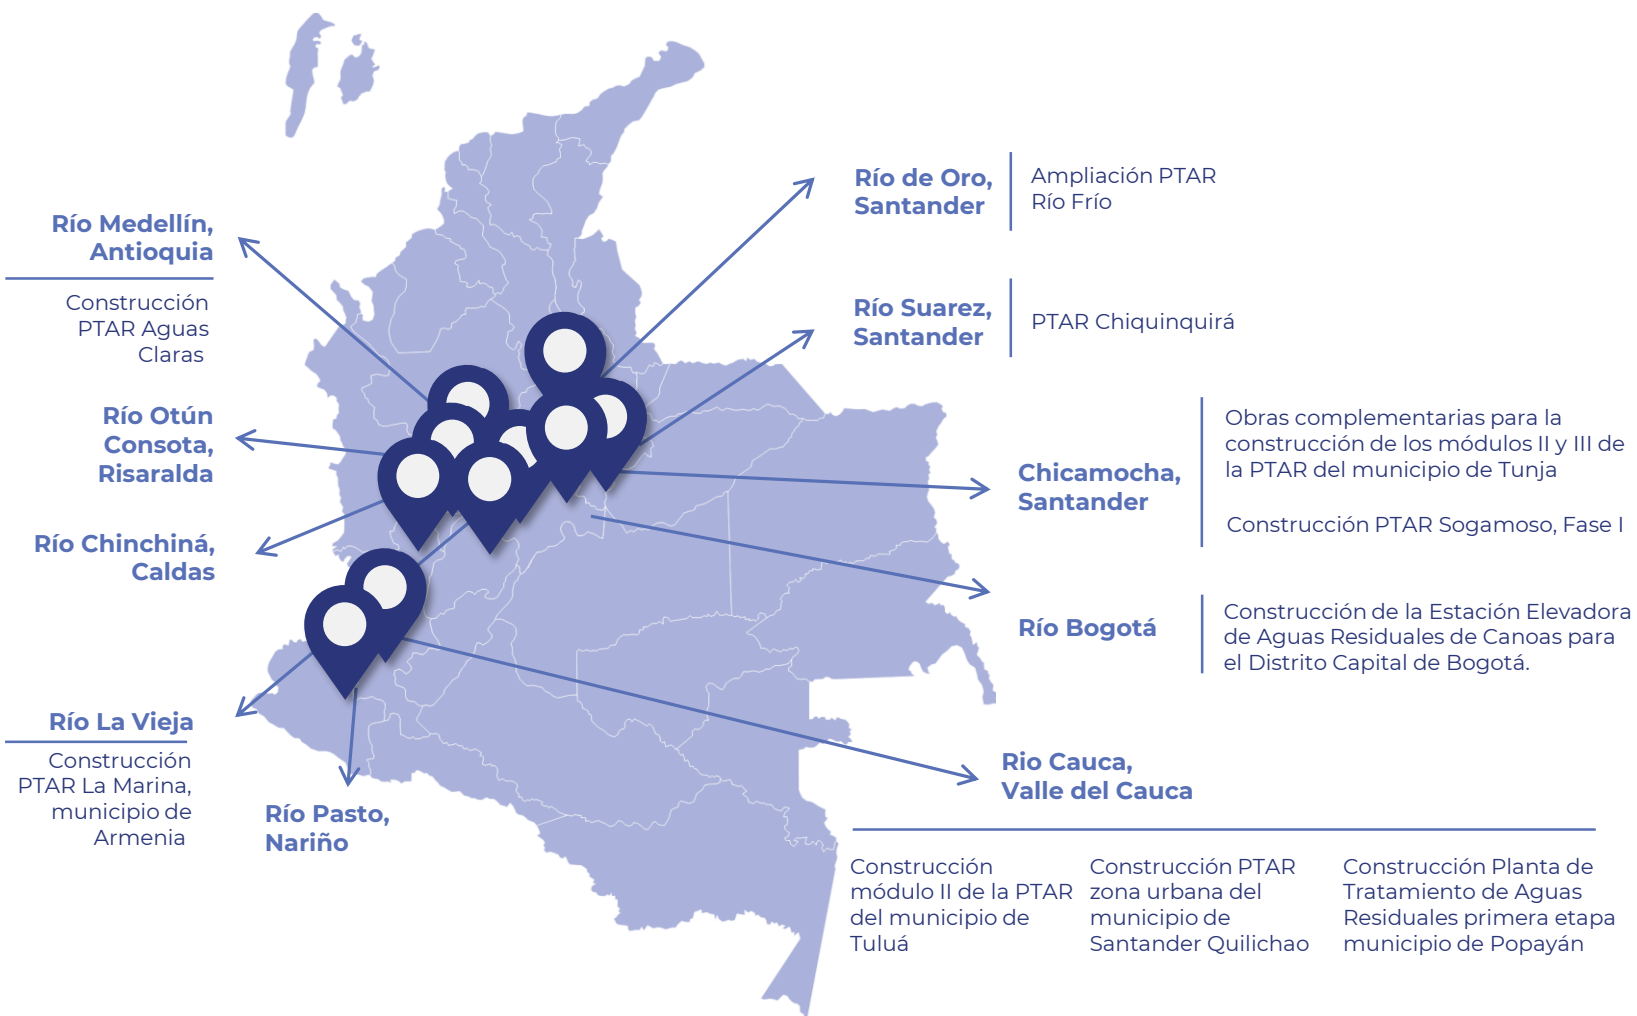 Río Medellín,
Antioquia
Construcción
PTAR Aguas
Claras
Río Otún
Consota,
Risaralda
Río Chinchiná,
Caldas
Río La Vieja
Construcción
PTAR La Marina,
municipio de
Armenia
Río Pasto,
Nariño
Río de Oro,
Santander
Ampliación PTAR
Río Frío
Río Suarez,
Santander
PTAR Chiquinquirá
Chicamocha,
Santander
Obras complementarias para la
construcción de los módulos II y III de
la PTAR del municipio de Tunja
Construcción PTAR Sogamoso, Fase I
Río Bogotá
Construcción de la Estación Elevadora
de Aguas Residuales de Canoas para
el Distrito Capital de Bogotá.
Rio Cauca,
Valle del Cauca
Construcción
módulo II de la PTAR
del municipio de
Tuluá
Construcción PTAR
zona urbana del
municipio de
Santander Quilichao
Construcción Planta de
Tratamiento de Aguas
Residuales primera etapa
municipio de Popayán